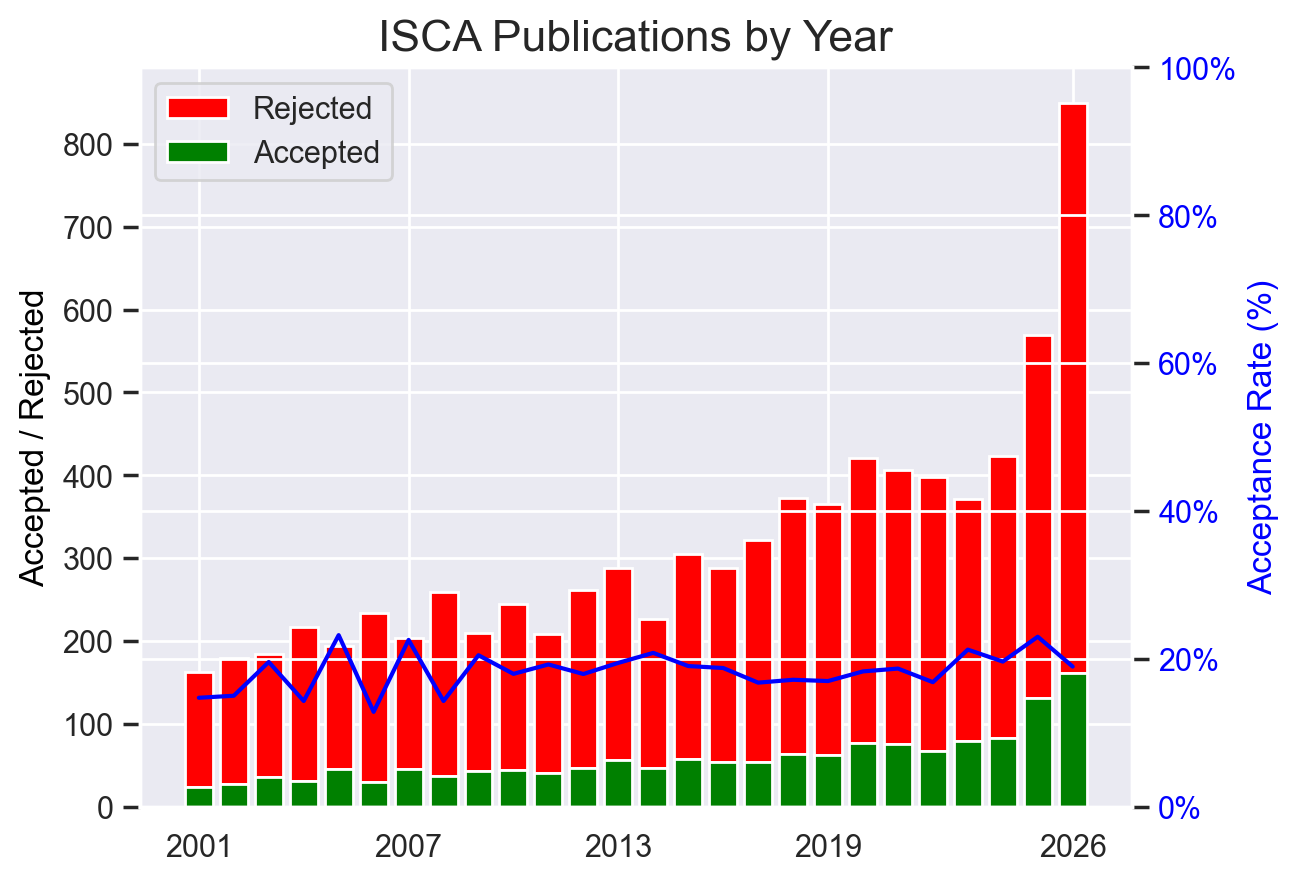 ISCA Publications by Year
Rejected
Accepted
Accepted / Rejected
800
700
600
500
400
300
200
100
0
100%
80%
60%
40%
20%
0%
Acceptance Rate (%)
2001 2007 2013 2019 2026